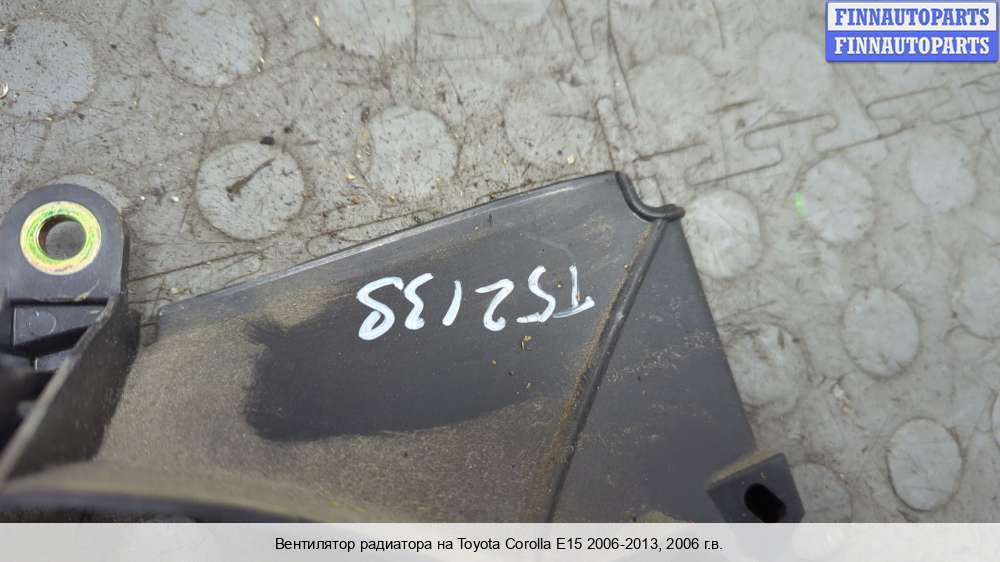 FINNAUTOPARTS
FINNAUTOPARTS
TS2138
Вентилятор радиатора на Toyota Corolla E15 2006-2013, 2006 г.в.